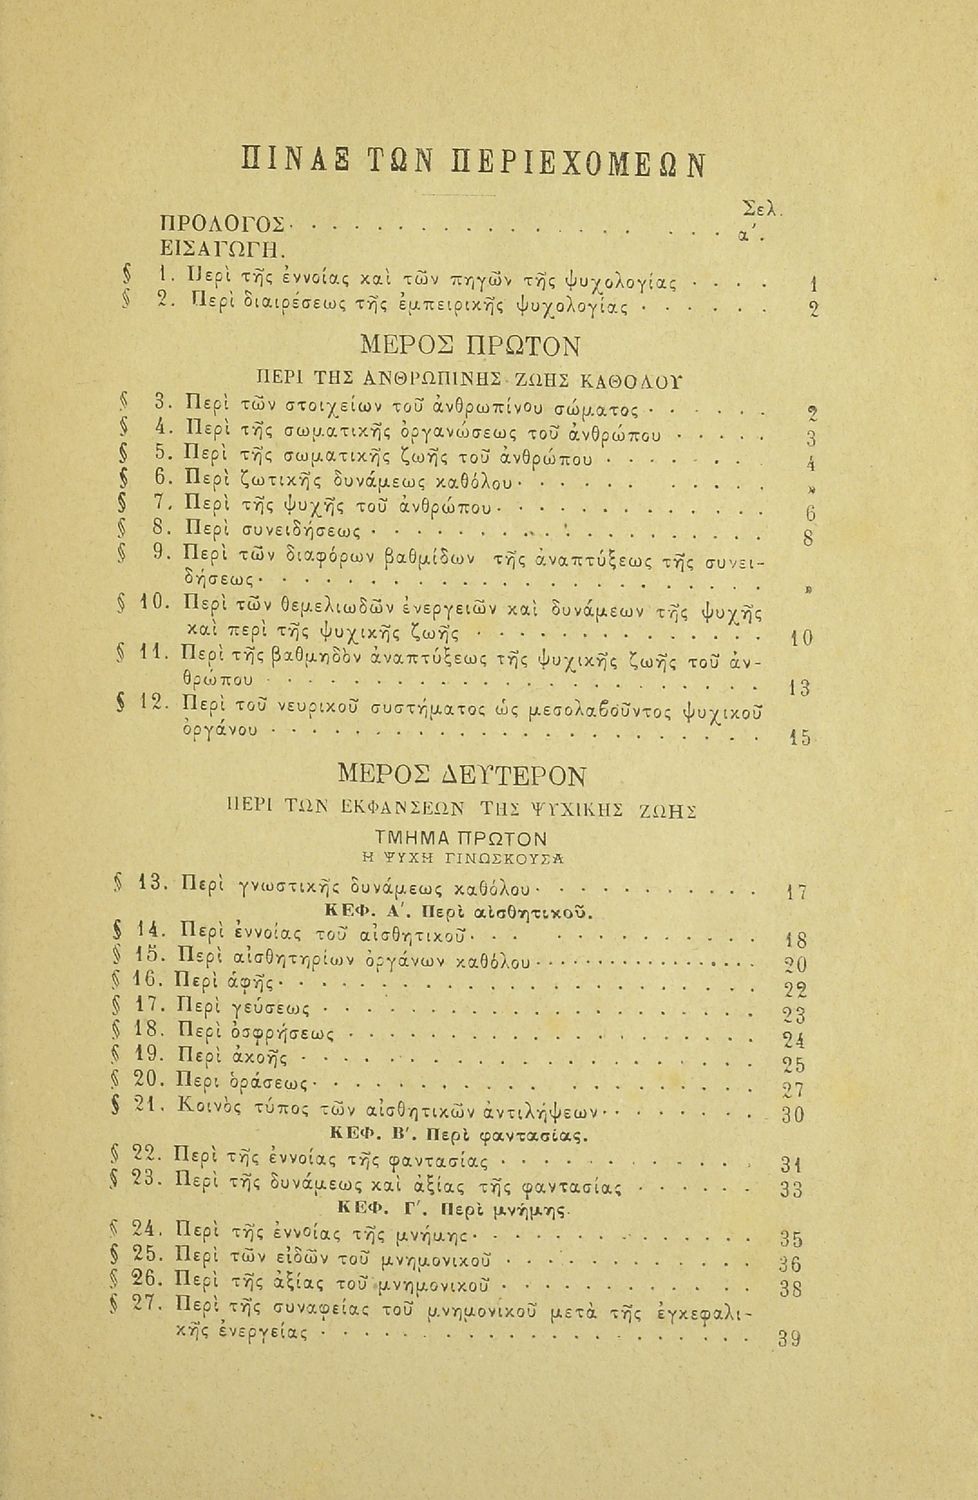 ΠΙΝΑΞ ΤΩΝ ΠΕΡΙΕΧΟΜΕΩΝ
Σελ.
ΠΡΟΛΟΓΟΣ α΄.
ΕΙΣΑΓΩΓΗ.
§ 1. Περὶ τῆς ἐννοίας καὶ τῶν πηγῶν τῆς ψυχολογίας 1
§ 2. Περὶ διαιρέσεως τῆς ἐμπειρικῆς ψυχολογίας 2
ΜΕΡΟΣ ΠΡΩΤΟΝ
ΠΕΡΙ ΤΗΣ ΑΝΘΡΩΠΙΝΗΣ ΖΩΗΣ ΚΑΘΟΛΟΥ
§ 3. Περὶ τῶν στοιχείων τοῦ ἀνθρωπίνου σώματος 2
§ 4. Περὶ τῆς σωματικῆς ὀργανώσεως τοῦ ἀνθρώπου 3
§ 5. Περὶ τῆς σωματικῆς ζωῆς τοῦ ἀνθρώπου 4
§ 6. Περὶ ζωτικῆς δυνάμεως καθόλου »
§ 7. Περὶ τῆς ψυχῆς τοῦ ἀνθρώπου 6
§ 8. Περὶ συνειδήσεως 8
§ 9. Περὶ τῶν διαφόρων βαθμίδων τῆς ἀναπτύξεως τῆς συνει-
δήσεως »
§ 10. Περὶ τῶν θεμελιωδῶν ἐνεργειῶν καὶ δυνάμεων τῆς ψυχῆς
καὶ περὶ τῆς ψυχικῆς ζωῆς 10
§ 11. Περὶ τῆς βαθμηδὸν ἀναπτύξεως τῆς ψυχικῆς ζωῆς τοῦ ἀν-
θρώπου 13
§ 12. Περὶ τοῦ νευρικοῦ συστήματος ὡς μεσολαβοῦντος ψυχικοῦ
ὀργάνου 15
ΜΕΡΟΣ ΔΕΥΤΕΡΟΝ
ΠΕΡΙ ΤΩΝ ΕΚΦΑΝΣΕΩΝ ΤΗΣ ΨΥΧΙΚΗΣ ΖΩΗΣ
ΤΜΗΜΑ ΠΡΩΤΟΝ
Η ΨΥΧΗ ΓΙΝΩΣΚΟΥΣΑ
§ 13. Περὶ γνωστικῆς δυνάμεως καθόλου 17
ΚΕΦ. Α΄. Περὶ αἰσθητικοῦ.
§ 14. Περὶ ἐννοίας τοῦ αἰσθητικοῦ 18
§ 15. Περὶ αἰσθητηρίων ὀργάνων καθόλου 20
§ 16. Περὶ ἁφῆς 22
§ 17. Περὶ γεύσεως 23
§ 18. Περὶ ὀσφρήσεως 24
§ 19. Περὶ ἀκοῆς 25
§ 20. Περι ὁράσεως 27
§ 21. Κοινὸς τύπος τῶν αἰσθητικῶν ἀντιλήψεων 30
ΚΕΦ. Β΄. Περὶ φαντασίας.
§ 22. Περὶ τῆς ἐννοίας τῆς φαντασίας 31
§ 23. Περὶ τῆς δυνάμεως καὶ ἀξίας τῆς φαντασίας 33
ΚΕΦ. Γ΄. Περὶ μνήμης.
§ 24. Περὶ τῆς ἐννοίας τῆς μνήμης 35
§ 25. Περὶ τῶν εἰδῶν τοῦ μνημονικοῦ 36
§ 26. Περὶ τῆς ἀξίας τοῦ μνημονικοῦ 38
§ 27. Περὶ τῆς συναφείας τοῦ μνημονικοῦ μετὰ τῆς ἐγκεφαλι-
κῆς ἐνεργείας 39